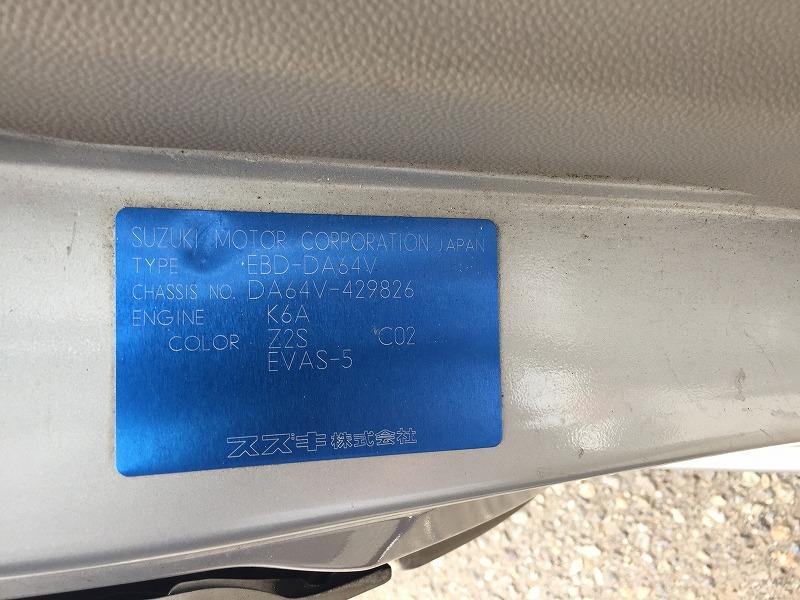 SUZUKI MOTOR CORPORATION JAPAN
TYPE EBD-DA64V
CHASSIS NO. DA64V-429826
ENGINE K6A
COLOR Z2S C02
EVAS-5
スズキ株式会社